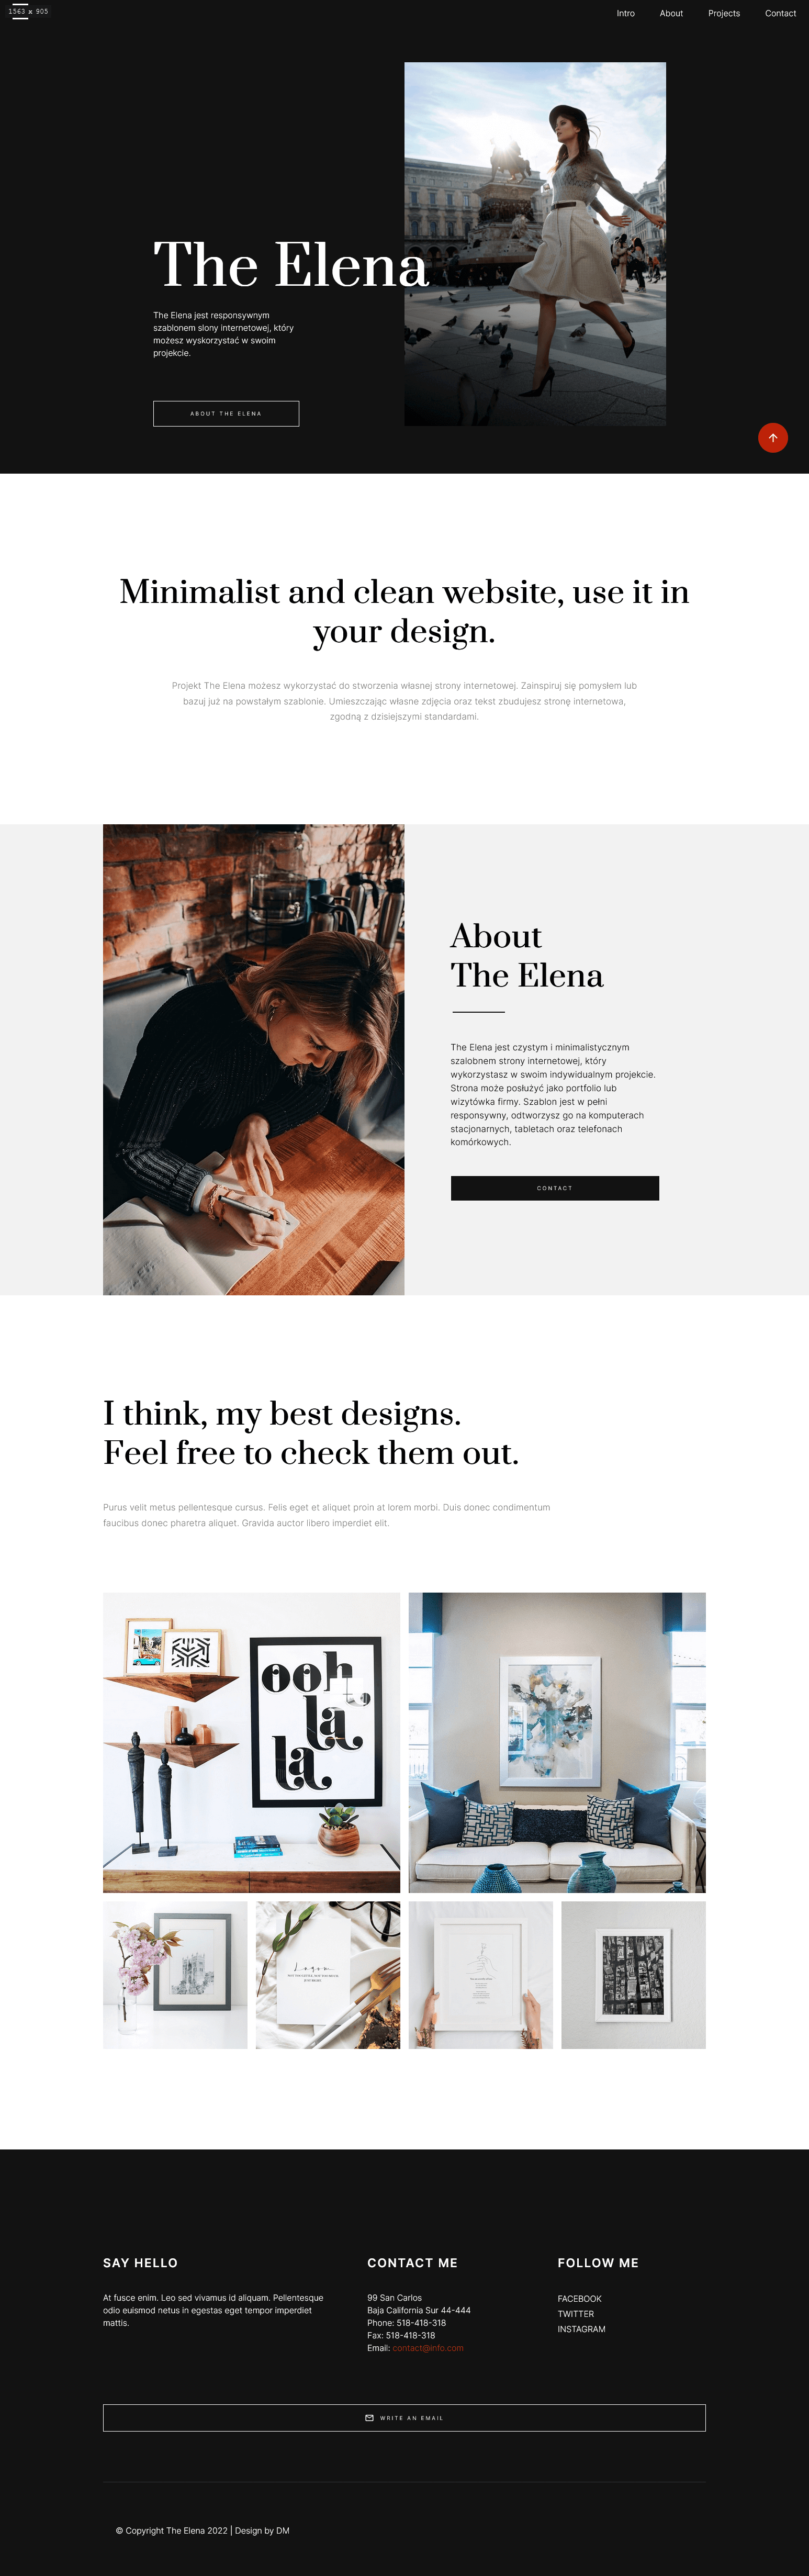 1563 × 905
Intro About Projects Contact
The Elena
The Elena jest responsywnym
szablonem slony internetowej, który
możesz wyskorzystać w swoim
projekcie.
ABOUT THE ELENA
Minimalist and clean website, use it in
your design.
Projekt The Elena możesz wykorzystać do stworzenia własnej strony internetowej. Zainspiruj się pomysłem lub
bazuj już na powstałym szablonie. Umieszczając własne zdjęcia oraz tekst zbudujesz stronę internetowa,
zgodną z dzisiejszymi standardami.
About
The Elena
The Elena jest czystym i minimalistycznym
szalobnem strony internetowej, który
wykorzystasz w swoim indywidualnym projekcie.
Strona może posłużyć jako portfolio lub
wizytówka firmy. Szablon jest w pełni
responsywny, odtworzysz go na komputerach
stacjonarnych, tabletach oraz telefonach
komórkowych.
CONTACT
I think, my best designs.
Feel free to check them out.
Purus velit metus pellentesque cursus. Felis eget et aliquet proin at lorem morbi. Duis donec condimentum
faucibus donec pharetra aliquet. Gravida auctor libero imperdiet elit.
ooh
la
la
SAY HELLO
At fusce enim. Leo sed vivamus id aliquam. Pellentesque
odio euismod netus in egestas eget tempor imperdiet
mattis.
CONTACT ME
99 San Carlos
Baja California Sur 44-444
Phone: 518-418-318
Fax: 518-418-318
Email: contact@info.com
FOLLOW ME
FACEBOOK
TWITTER
INSTAGRAM
WRITE AN EMAIL
© Copyright The Elena 2022 | Design by DM